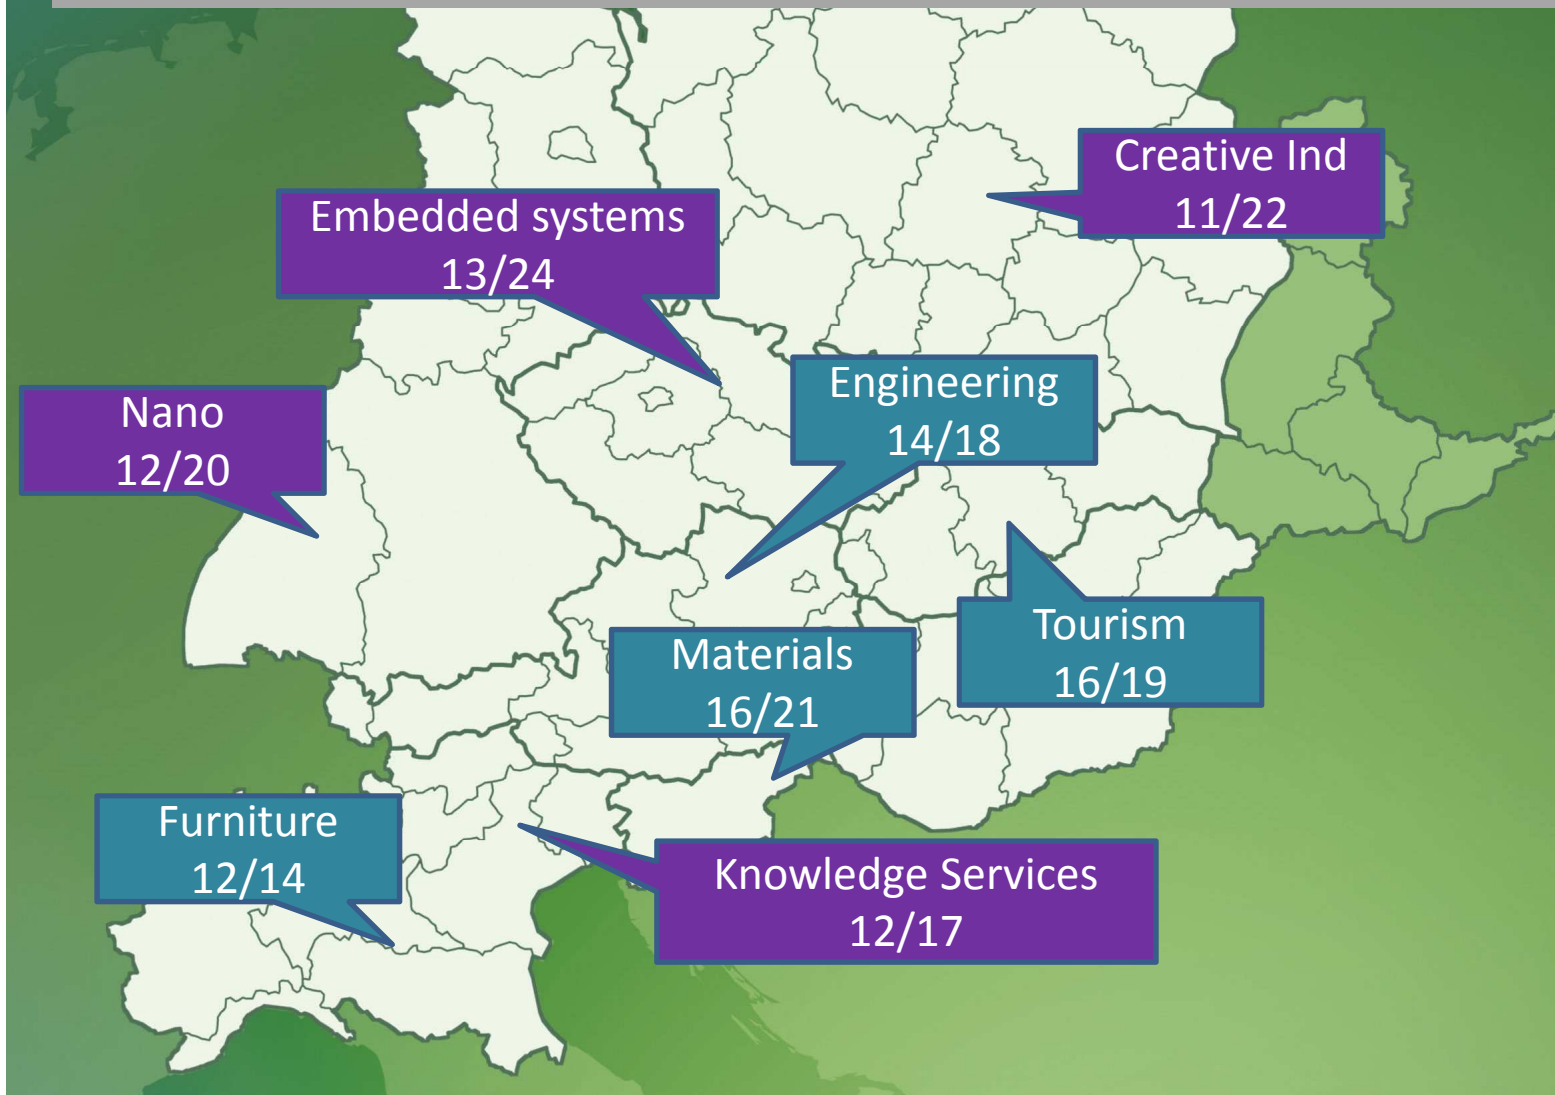 Creative Ind
11/22
Embedded systems
13/24
Engineering
14/18
Nano
12/20
Tourism
16/19
Materials
16/21
Furniture
12/14
Knowledge Services
12/17